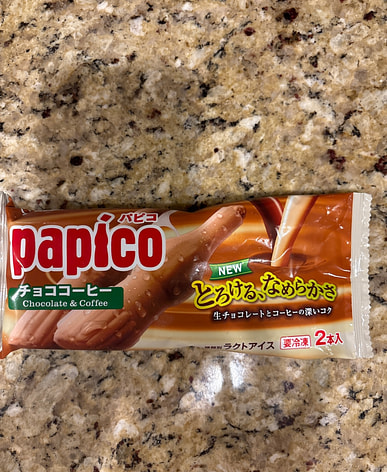 パピコ
papico
チョココーヒー
Chocolate & Coffee
NEW
とろける、なめらかさ
生チョコレートとコーヒーの深いコク
ラクトアイス
要冷凍
2本入